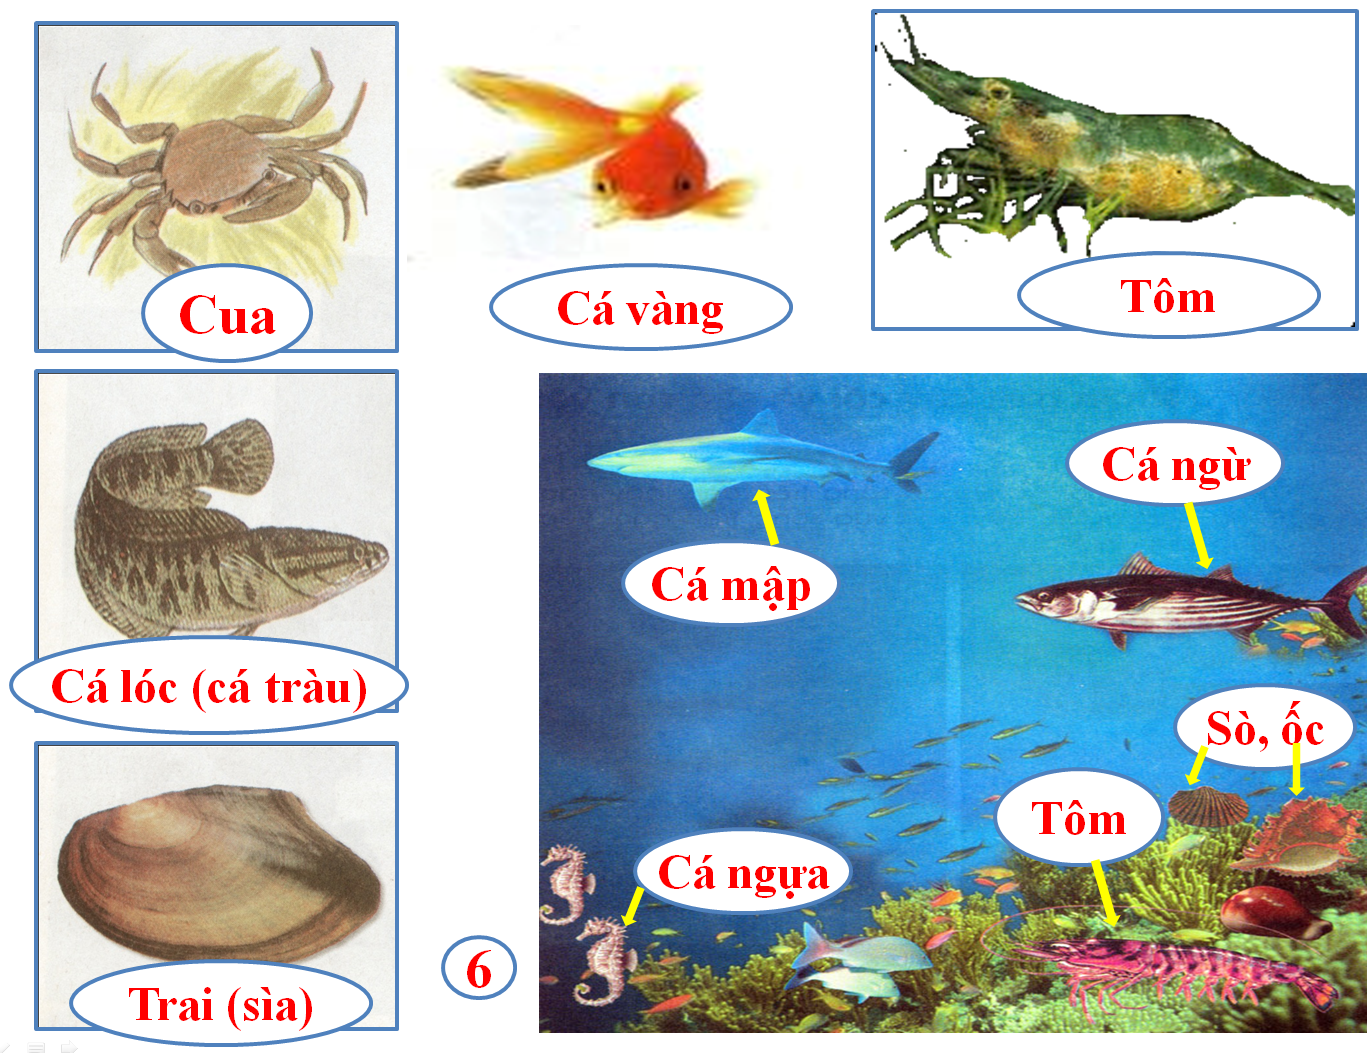 Cua
Cá vàng
Tôm
Cá lóc (cá tràu)
Trai (sìa)
6
Cá mập
Cá ngừ
Sò, ốc
Tôm
Cá ngựa